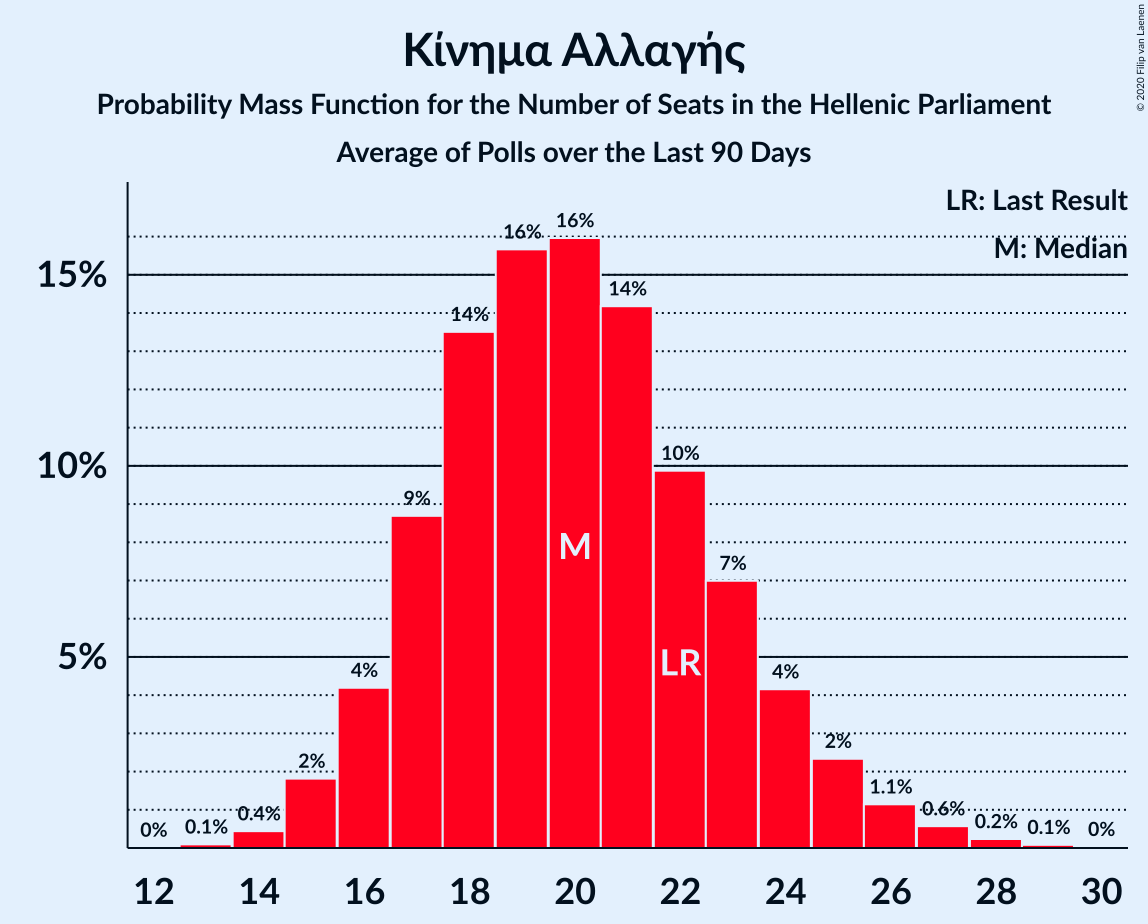 Κίνημα Αλλαγής
Probability Mass Function for the Number of Seats in the Hellenic Parliament
Average of Polls over the Last 90 Days
© 2020 Filip van Laenen
LR: Last Result
M: Median
15%
10%
5%
0%
0.1%
0.4%
2%
4%
9%
14%
16%
16%
14%
10%
7%
4%
2%
1.1%
0.6%
0.2%
0.1%
0%
M
LR
12 14 16 18 20 22 24 26 28 30